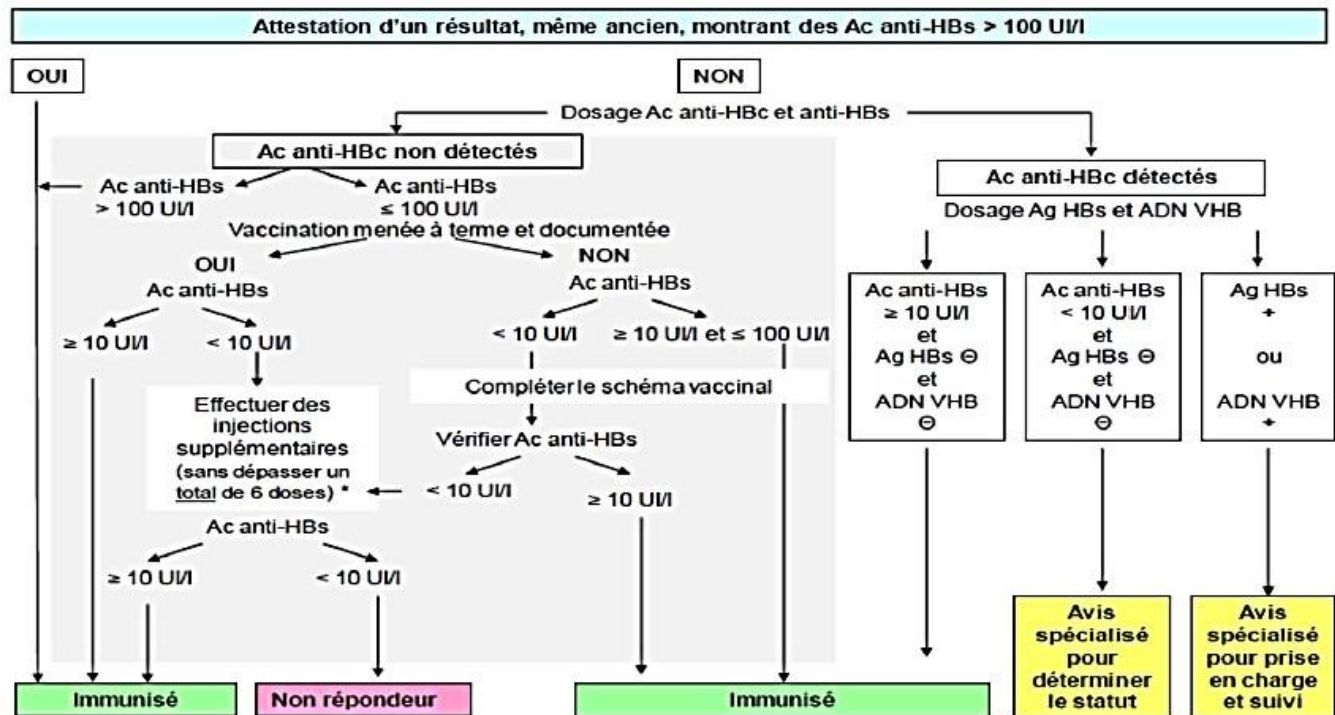 Attestation d'un résultat, même ancien, montrant des Ac anti-HBs > 100 UI/l
OUI
NON
Dosage Ac anti-HBc et anti-HBs
Ac anti-HBc non détectés
Ac anti-HBs
> 100 UI/l
Ac anti-HBs
≤ 100 UI/l
Vaccination menée à terme et documentée
OUI
Ac anti-HBs
≥ 10 UI/l
< 10 UI/l
Effectuer des
injections
supplémentaires
(sans dépasser un
total de 6 doses) *
Ac anti-HBs
≥ 10 UI/l
< 10 UI/l
NON
Ac anti-HBs
< 10 UI/l
≥ 10 UI/l et ≤ 100 UI/l
Compléter le schéma vaccinal
Vérifier Ac anti-HBs
< 10 UI/l
≥ 10 UI/l
Ac anti-HBc détectés
Dosage Ag HBs et ADN VHB
Ac anti-HBs
≥ 10 UI/l
et
Ag HBs ⊖
et
ADN VHB
⊖
Ac anti-HBs
< 10 UI/l
et
Ag HBs ⊖
et
ADN VHB
⊖
Ag HBs
+
ou
ADN VHB
+
Immunisé
Non répondeur
Immunisé
Avis
spécialisé
pour
déterminer
le statut
Avis
spécialisé
pour prise
en charge
et suivi